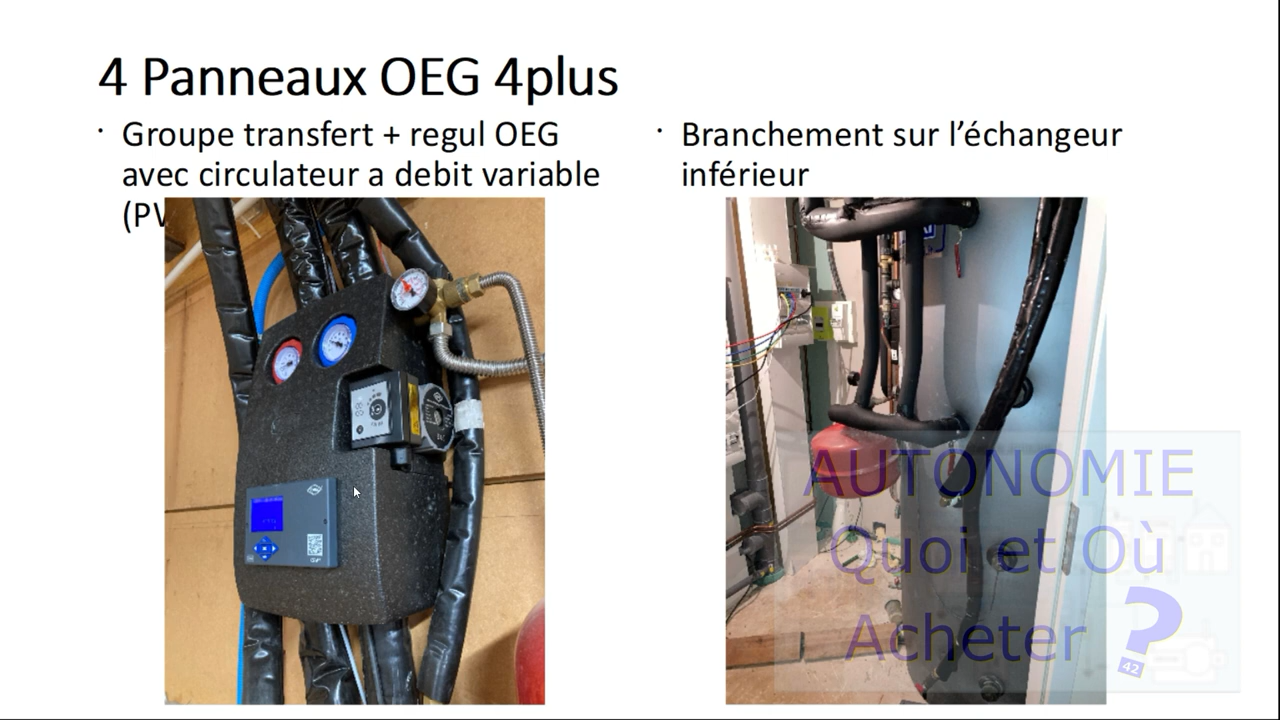 4 Panneaux OEG 4plus
Groupe transfert + regul OEG
avec circulateur a debit variable
(PV
Branchement sur l’échangeur
inférieur
AUTONOMIE
Quoi et Où
Acheter ?
42